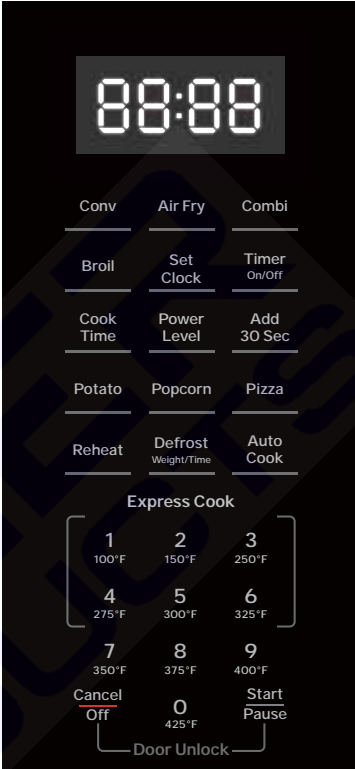 88:88
Conv Air Fry Combi
Broil Set Clock Timer On/Off
Cook Time Power Level Add 30 Sec
Potato Popcorn Pizza
Reheat Defrost Weight/Time Auto Cook
Express Cook
1 2 3
100°F 150°F 250°F
4 5 6
275°F 300°F 325°F
7 8 9
350°F 375°F 400°F
Cancel Off 0 425°F Start Pause
Door Unlock